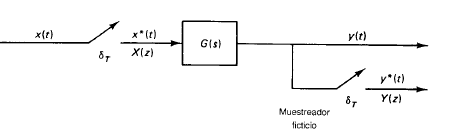 x(t)
δT
x*(t)
X(z)
G(s)
y(t)
δT
y*(t)
Y(z)
Muestreador
ficticio